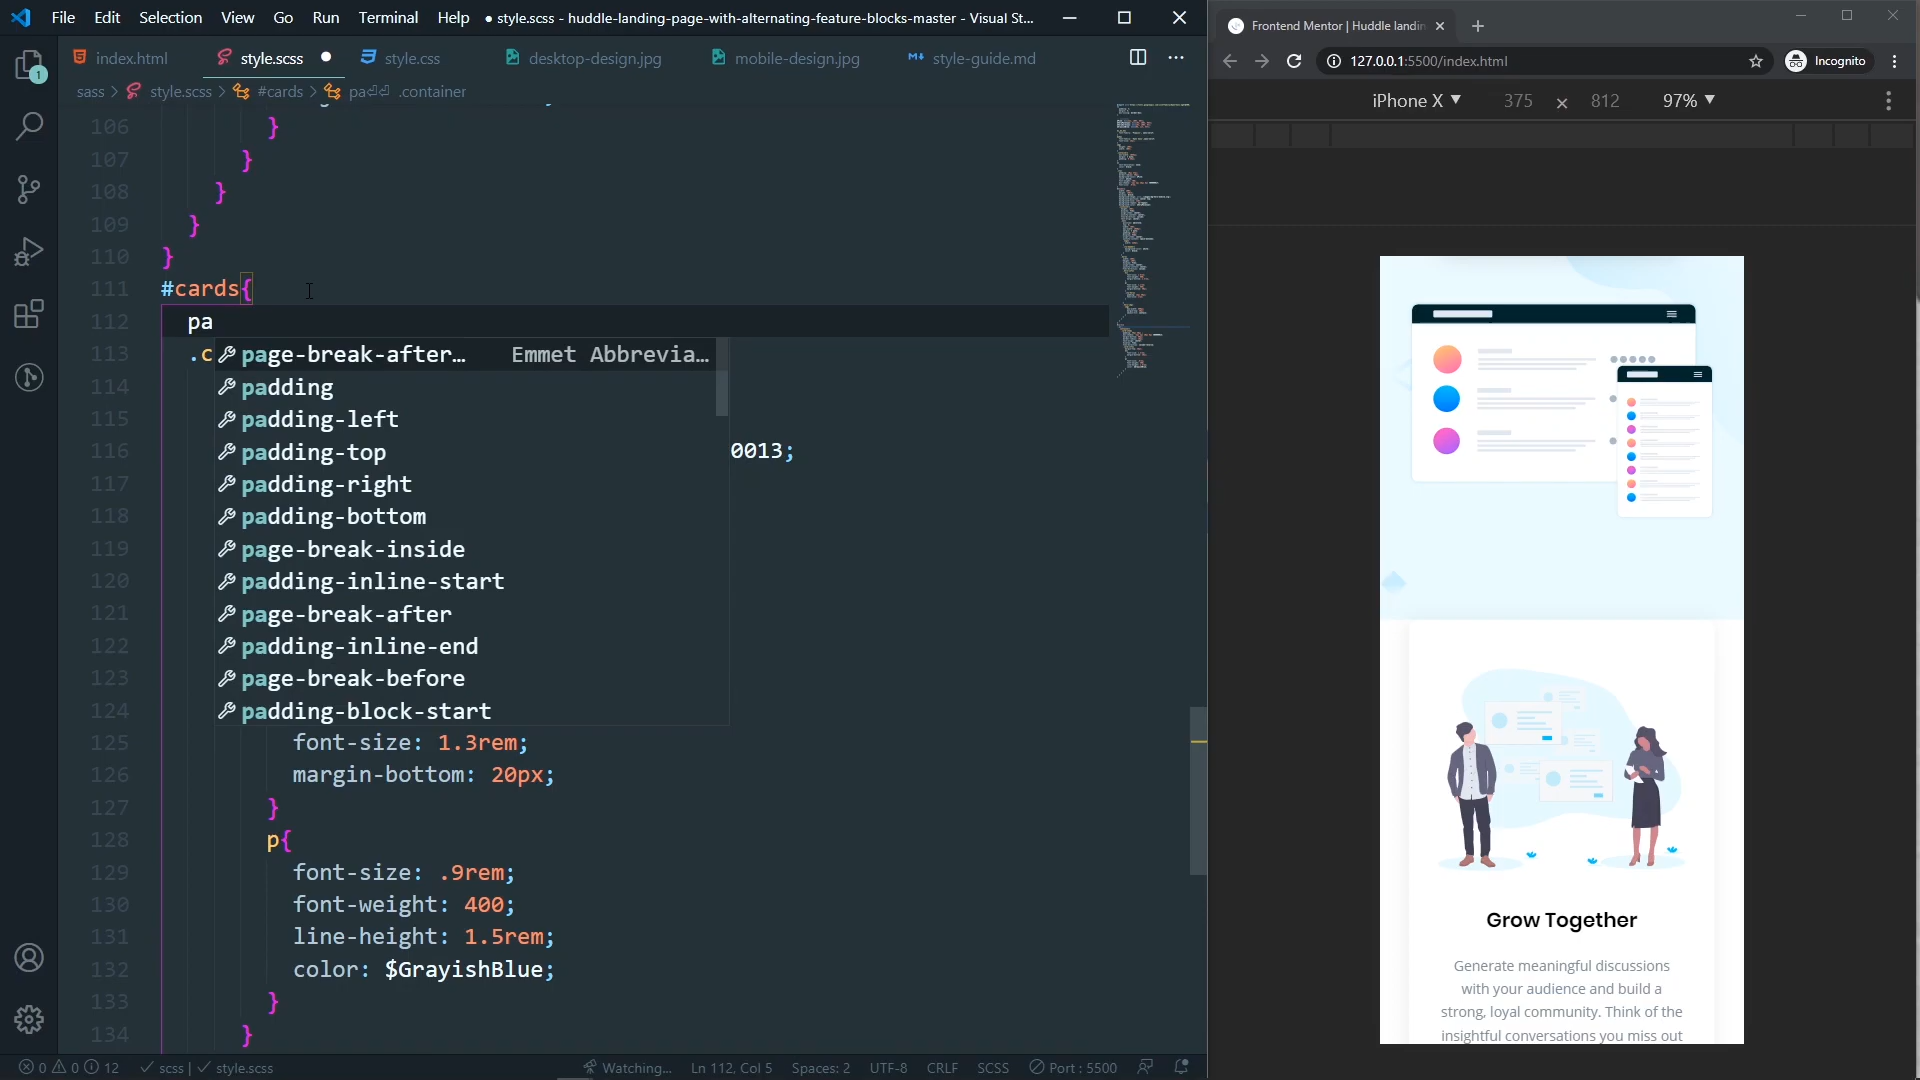 File Edit Selection View Go Run Terminal Help ● style.scss - huddle-landing-page-with-alternating-feature-blocks-master - Visual St...
index.html style.scss style.css desktop-design.jpg mobile-design.jpg style-guide.md
sass > style.scss > #cards > pa⏎⏎ .container
1
106 }
107 }
108 }
109 }
110 }
111 #cards{
112 pa
113 .c page-break-after… Emmet Abbrevia…
114 padding
115 padding-left
116 padding-top 0013;
117 padding-right
118 padding-bottom
119 page-break-inside
120 padding-inline-start
121 page-break-after
122 padding-inline-end
123 page-break-before
124 padding-block-start
125 font-size: 1.3rem;
126 margin-bottom: 20px;
127 }
128 p{
129 font-size: .9rem;
130 font-weight: 400;
131 line-height: 1.5rem;
132 color: $GrayishBlue;
133 }
134 }
0 0 12 scss | style.scss Watching... Ln 112, Col 5 Spaces: 2 UTF-8 CRLF SCSS Port : 5500
Frontend Mentor | Huddle landin
127.0.0.1:5500/index.html Incognito
iPhone X ▼ 375 × 812 97% ▼
Grow Together
Generate meaningful discussions
with your audience and build a
strong, loyal community. Think of the
insightful conversations you miss out